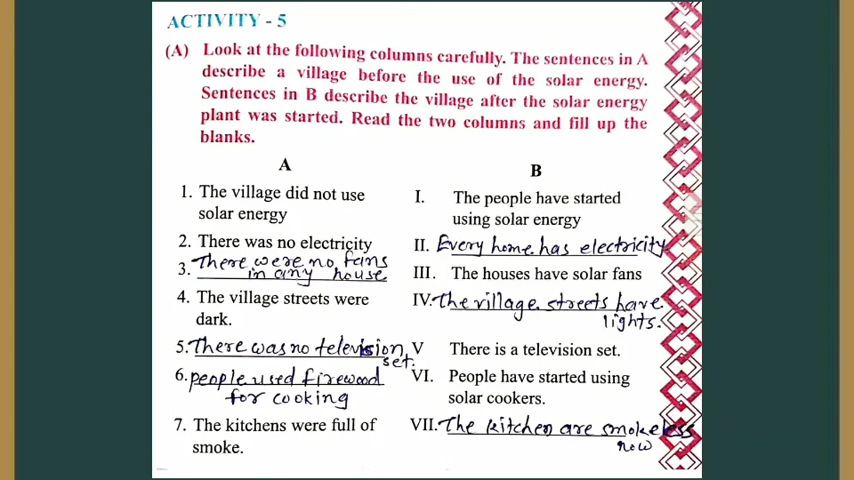 ACTIVITY - 5
(A) Look at the following columns carefully. The sentences in A
describe a village before the use of the solar energy.
Sentences in B describe the village after the solar energy
plant was started. Read the two columns and fill up the
blanks.
A
B
1. The village did not use
solar energy
I. The people have started
using solar energy
2. There was no electricity
II. Every home has electricity.
3. There were no fans
in any house
III. The houses have solar fans
4. The village streets were
dark.
IV. The village streets have
lights.
5. There was no television
set.
V There is a television set.
6. people used firewood
for cooking
VI. People have started using
solar cookers.
7. The kitchens were full of
smoke.
VII. The kitchen are smokeless
now